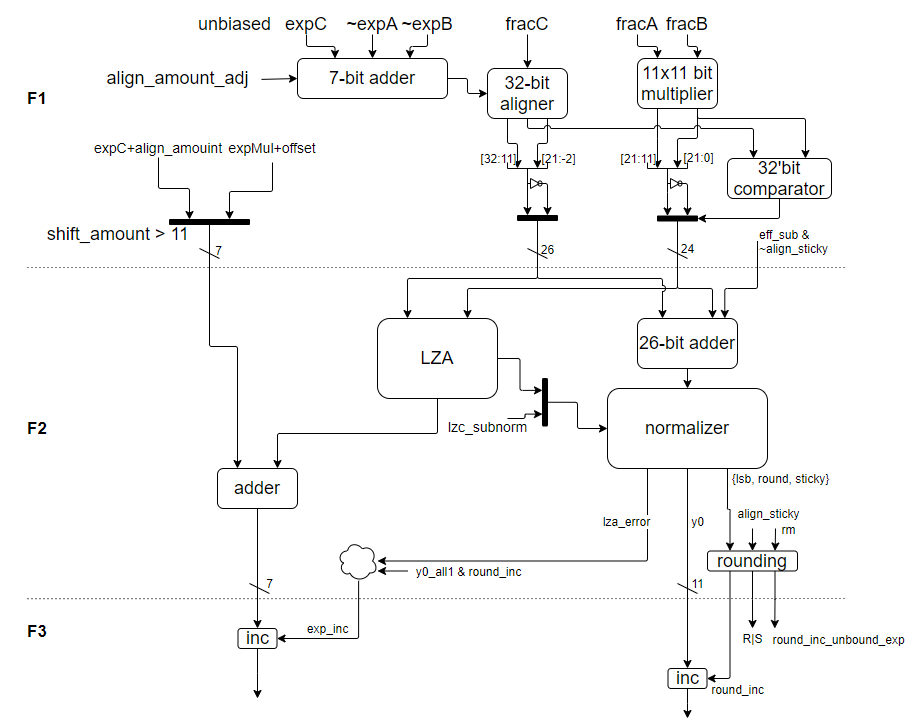 unbiased expC ~expA ~expB fracC fracA fracB
align_amount_adj
7-bit adder
32-bit
aligner
11x11 bit
multiplier
F1
expC+align_amouint expMul+offset
[32:11] [21:-2] [21:11] [21:0]
32'bit
comparator
shift_amount > 11
7
26
24
eff_sub &
~align_sticky
LZA
26-bit adder
F2
lzc_subnorm
normalizer
{lsb, round, sticky}
adder
lza_error
y0
align_sticky
rm
rounding
y0_all1 & round_inc
7
11
F3
exp_inc
inc
R|S
round_inc_unbound_exp
inc
round_inc